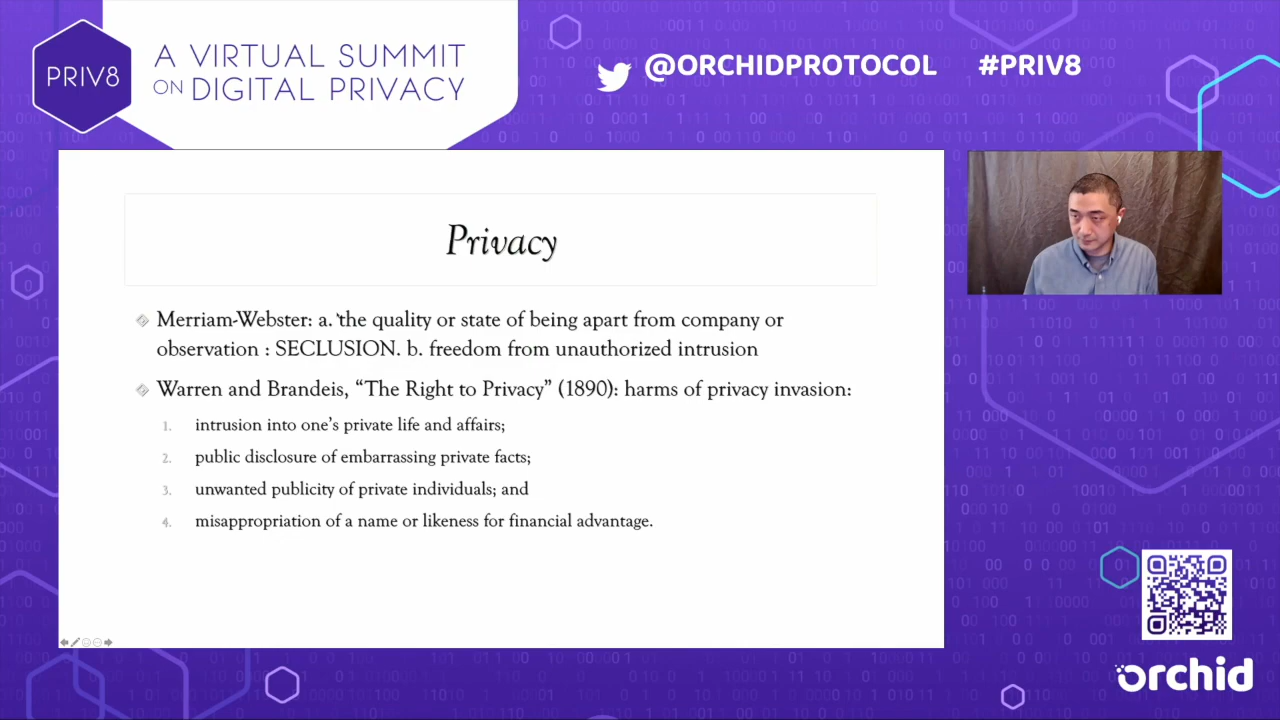 PRIV8
A VIRTUAL SUMMIT
ON DIGITAL PRIVACY
@ORCHIDPROTOCOL #PRIV8
Privacy
Merriam-Webster: a. ‘the quality or state of being apart from company or
observation : SECLUSION. b. freedom from unauthorized intrusion
Warren and Brandeis, “The Right to Privacy” (1890): harms of privacy invasion:
1. intrusion into one’s private life and affairs;
2. public disclosure of embarrassing private facts;
3. unwanted publicity of private individuals; and
4. misappropriation of a name or likeness for financial advantage.
orchid